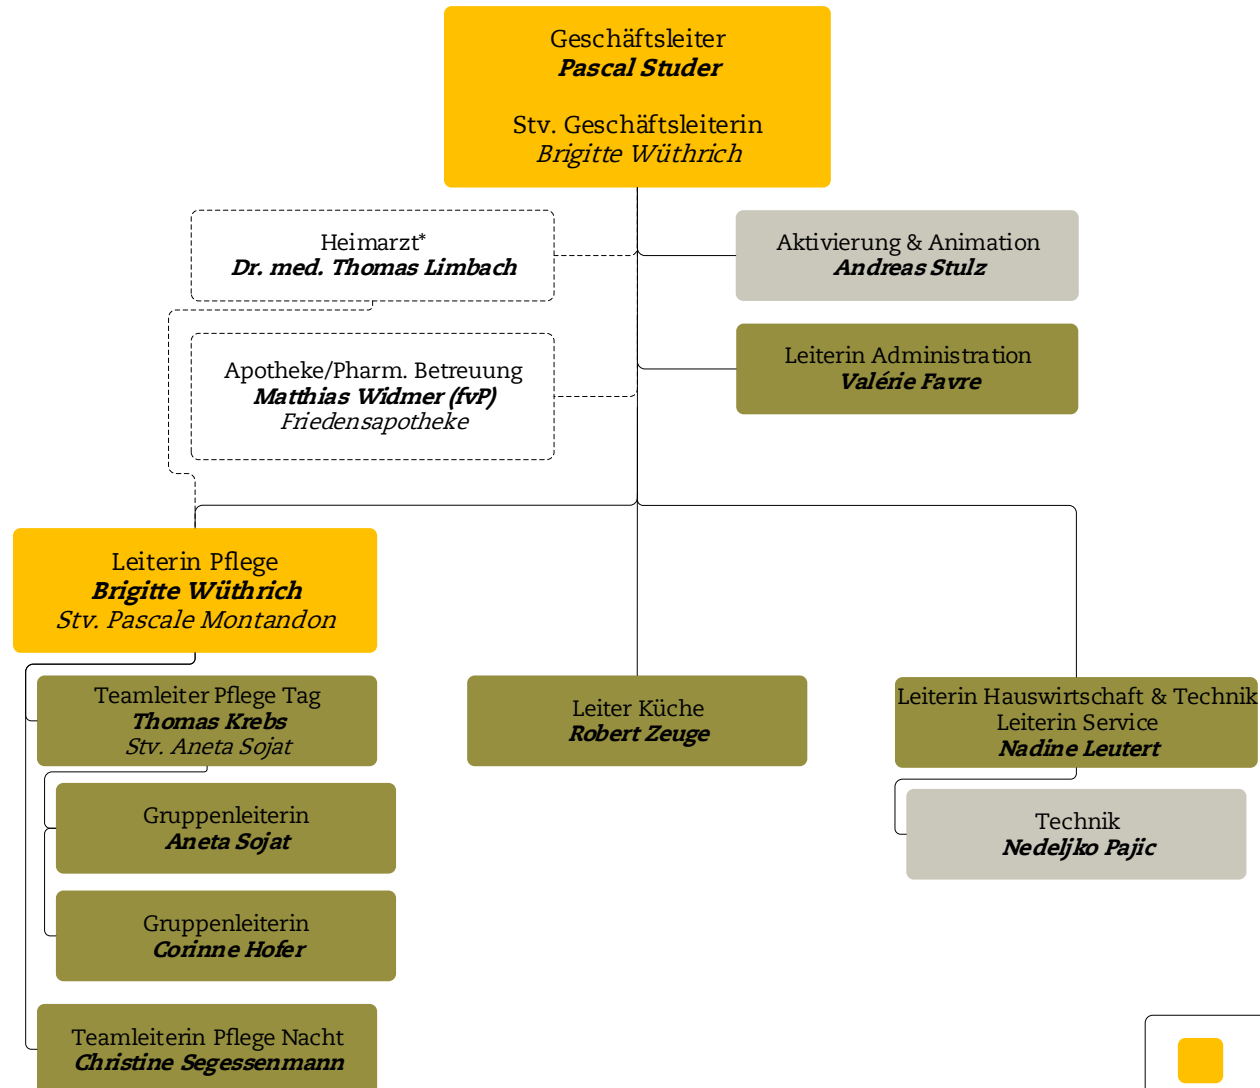 Geschäftsleiter
Pascal Studer
Stv. Geschäftsleiterin
Brigitte Wüthrich
Heimarzt*
Dr. med. Thomas Limbach
Aktivierung & Animation
Andreas Stulz
Apotheke/Pharm. Betreuung
Matthias Widmer (fvP)
Friedensapotheke
Leiterin Administration
Valérie Favre
Leiterin Pflege
Brigitte Wüthrich
Stv. Pascale Montandon
Teamleiter Pflege Tag
Thomas Krebs
Stv. Aneta Sojat
Gruppenleiterin
Aneta Sojat
Gruppenleiterin
Corinne Hofer
Teamleiterin Pflege Nacht
Christine Segessenmann
Leiter Küche
Robert Zeuge
Leiterin Hauswirtschaft & Technik
Leiterin Service
Nadine Leutert
Technik
Nedeljko Pajic